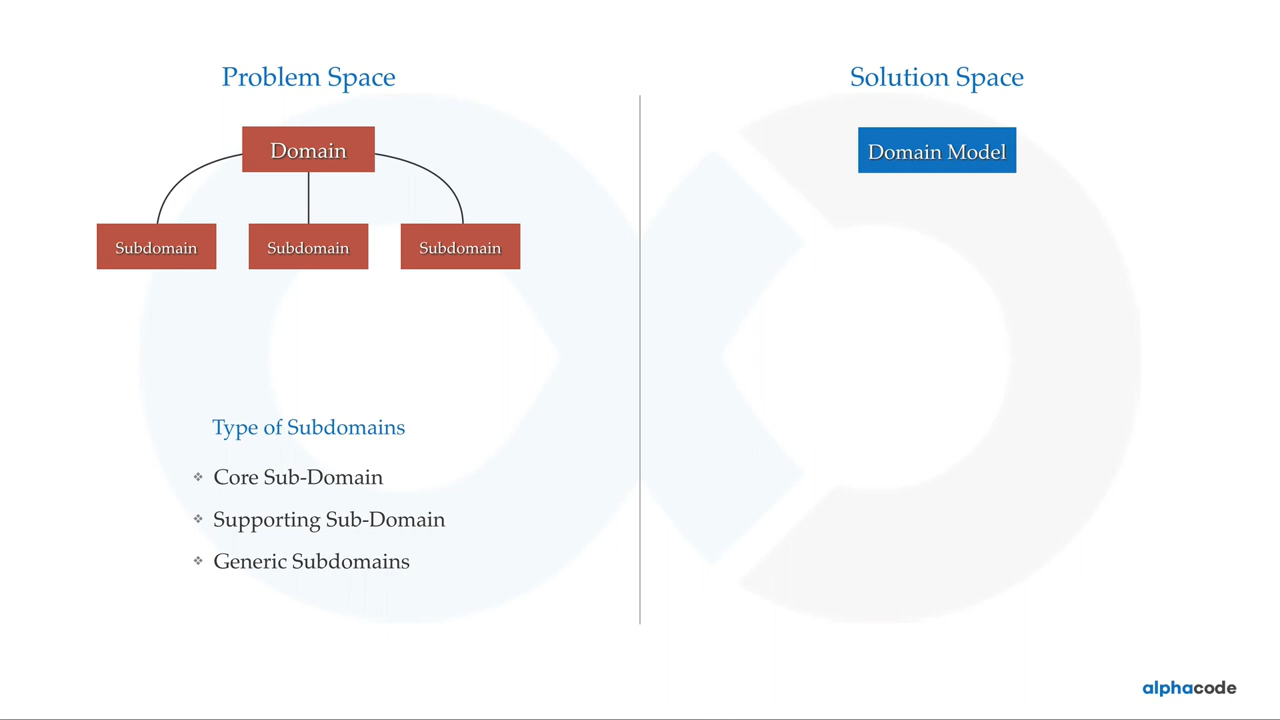 Problem Space
Domain
Subdomain
Subdomain
Subdomain
Type of Subdomains
Core Sub-Domain
Supporting Sub-Domain
Generic Subdomains
Solution Space
Domain Model
alphacode